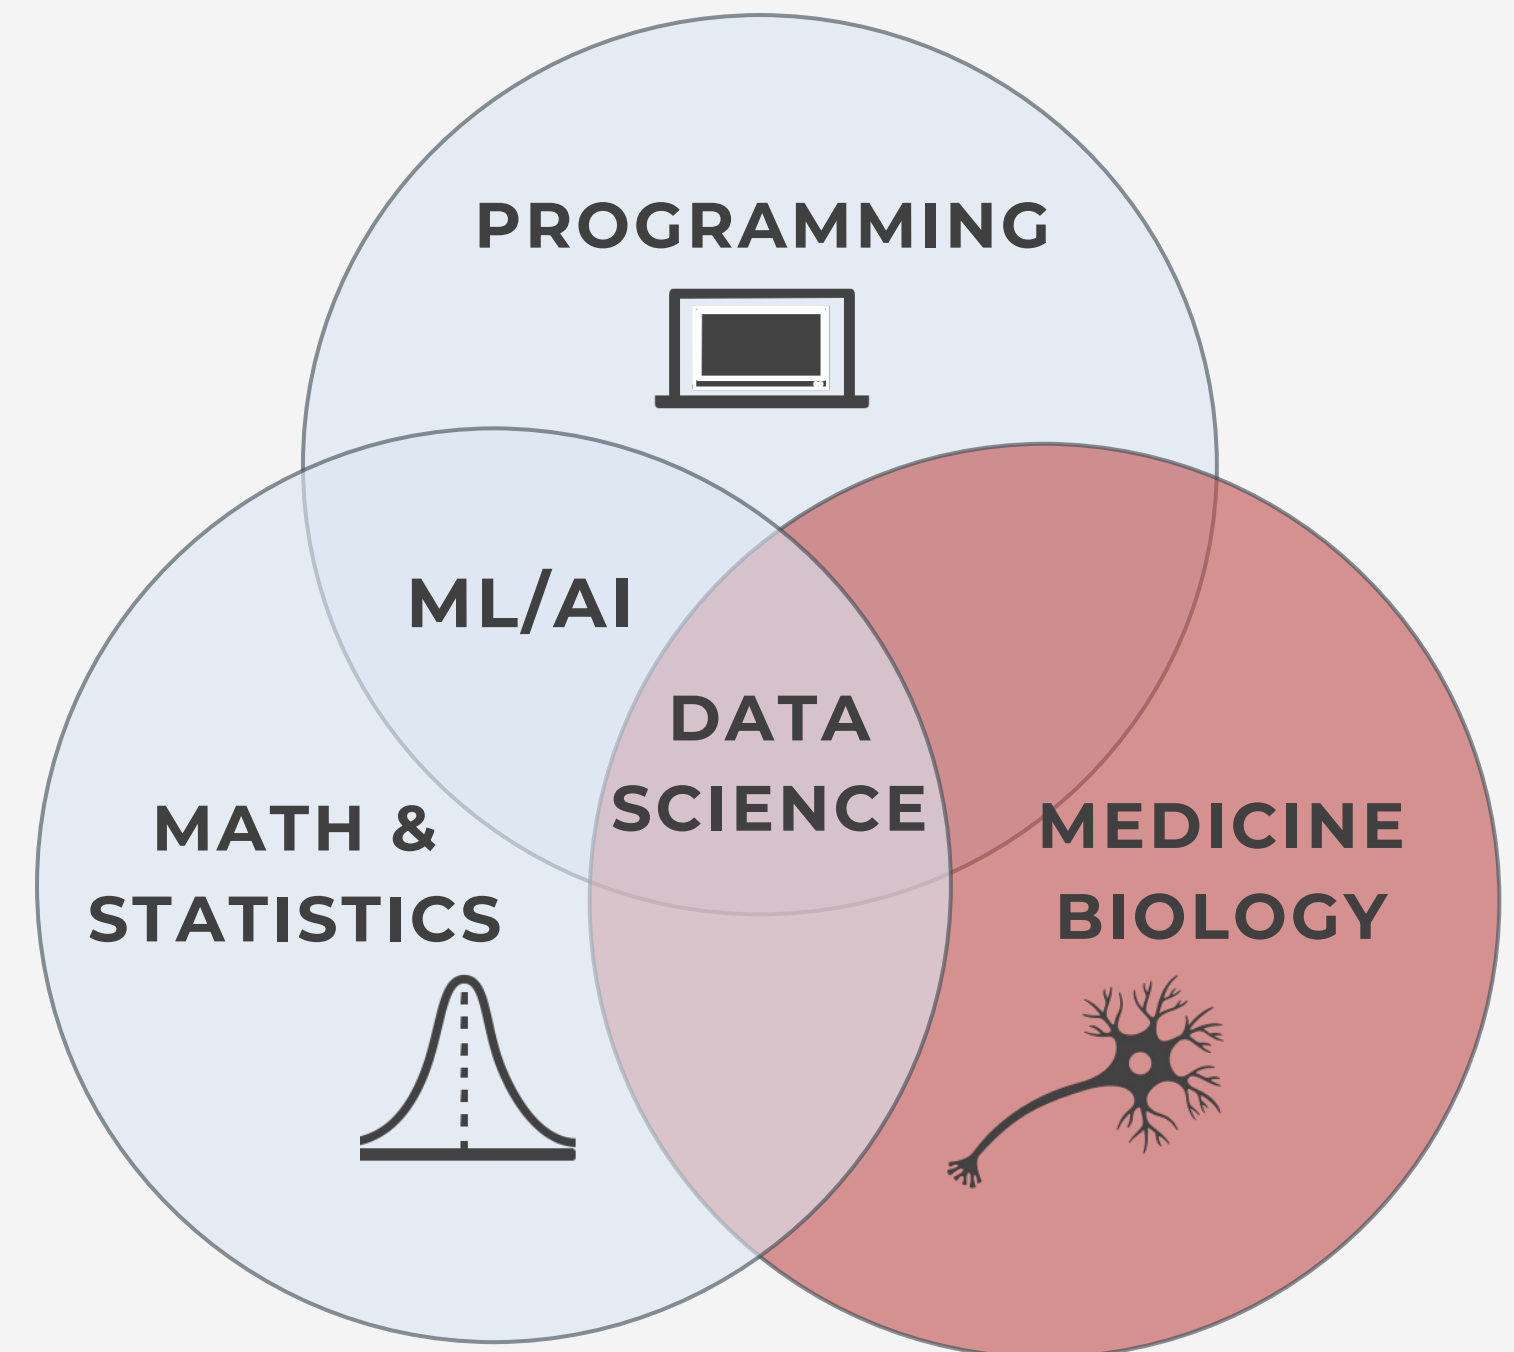 PROGRAMMING
ML/AI
DATA
SCIENCE
MATH &
STATISTICS
MEDICINE
BIOLOGY